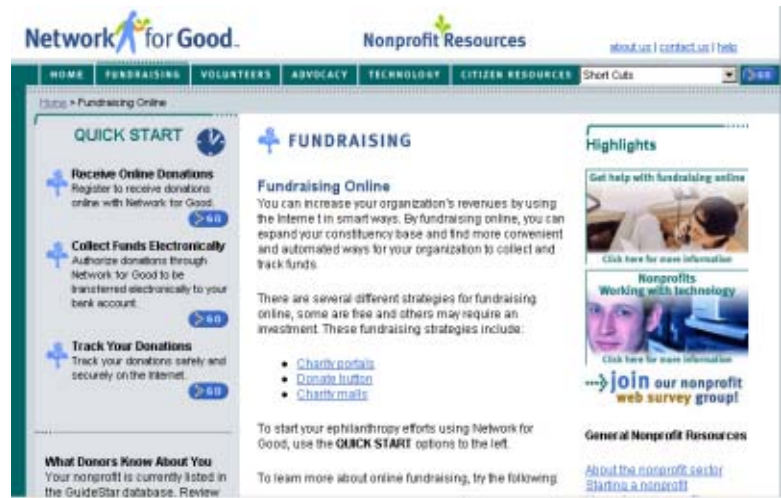 Network for Good
Nonprofit Resources
about us | contact us | help
HOME FUNDRAISING VOLUNTEERS ADVOCACY TECHNOLOGY CITIZEN RESOURCES Short Cuts GO
Home > Fundraising Online
QUICK START
Receive Online Donations
Register to receive donations
online with Network for Good.
GO
Collect Funds Electronically
Authorize donations through
Network for Good to be
transferred electronically to your
bank account.
GO
Track Your Donations
Track your donations safely and
securely on the Internet.
GO
What Donors Know About You
Your nonprofit is currently listed in
the GuideStar database. Review
FUNDRAISING
Fundraising Online
You can increase your organization's revenues by using
the Internet in smart ways. By fundraising online, you can
expand your constituency base and find more convenient
and automated ways for your organization to collect and
track funds.
There are several different strategies for fundraising
online, some are free and others may require an
investment. These fundraising strategies include:
• Charity portals
• Donate button
• Charity malls
To start your ephilanthropy efforts using Network for
Good, use the QUICK START options to the left.
To learn more about online fundraising, try the following:
Highlights
Get help with fundraising online
Click here for more information
Nonprofits
Working with technology
Click here for more information
join our nonprofit
web survey group!
General Nonprofit Resources
About the nonprofit sector
Starting a nonprofit